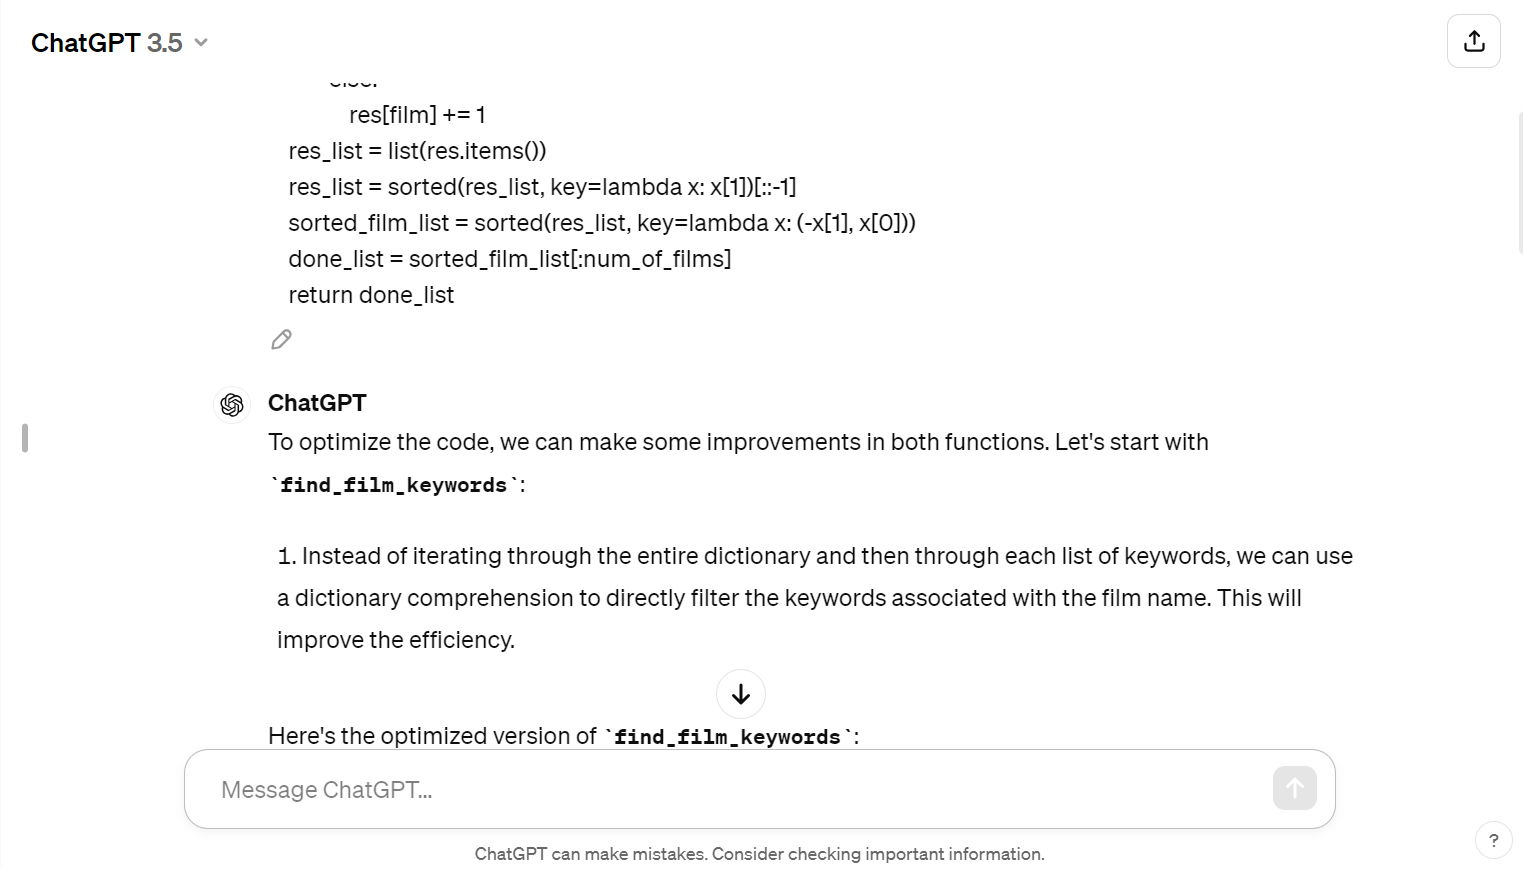 ChatGPT 3.5
else:
res[film] += 1
res_list = list(res.items())
res_list = sorted(res_list, key=lambda x: x[1])[::-1]
sorted_film_list = sorted(res_list, key=lambda x: (-x[1], x[0]))
done_list = sorted_film_list[:num_of_films]
return done_list
ChatGPT
To optimize the code, we can make some improvements in both functions. Let's start with
`find_film_keywords`:
1. Instead of iterating through the entire dictionary and then through each list of keywords, we can use
a dictionary comprehension to directly filter the keywords associated with the film name. This will
improve the efficiency.
Here's the optimized version of `find_film_keywords`:
Message ChatGPT...
ChatGPT can make mistakes. Consider checking important information.
?